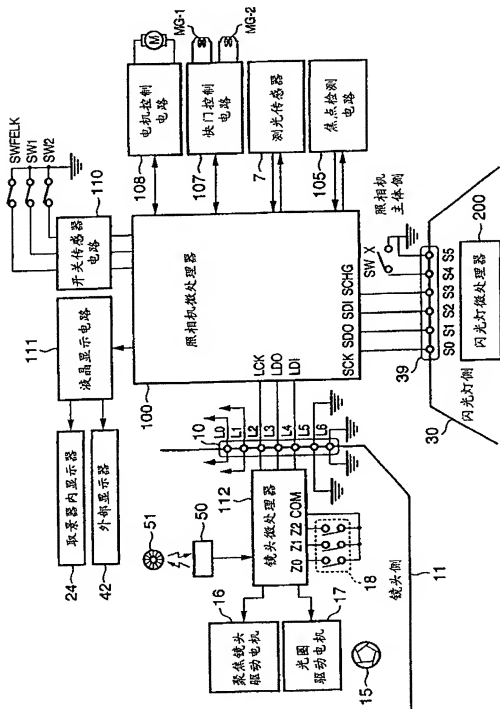 SWFELK
SW1
SW2
110
开关传感器
电路
111
液晶显示电路
取景器内显示器
24
外部显示器
42
M
MG-1
MG-2
电机控制
电路
108
快门控制
电路
107
测光传感器
7
焦点检测
电路
105
照相机微处理器
100
LCK
LDO
LDI
SCK
SDO
SDI
SCHG
照相机
主体侧
SW X
39
S0
S1
S2
S3
S4
S5
闪光灯微处理器
200
闪光灯侧
30
10
L0
L1
L2
L3
L4
L5
L6
51
50
112
镜头微处理器
Z0
Z1
Z2
COM
18
16
聚焦镜头
驱动电机
光圈
驱动电机
17
15
镜头侧
11